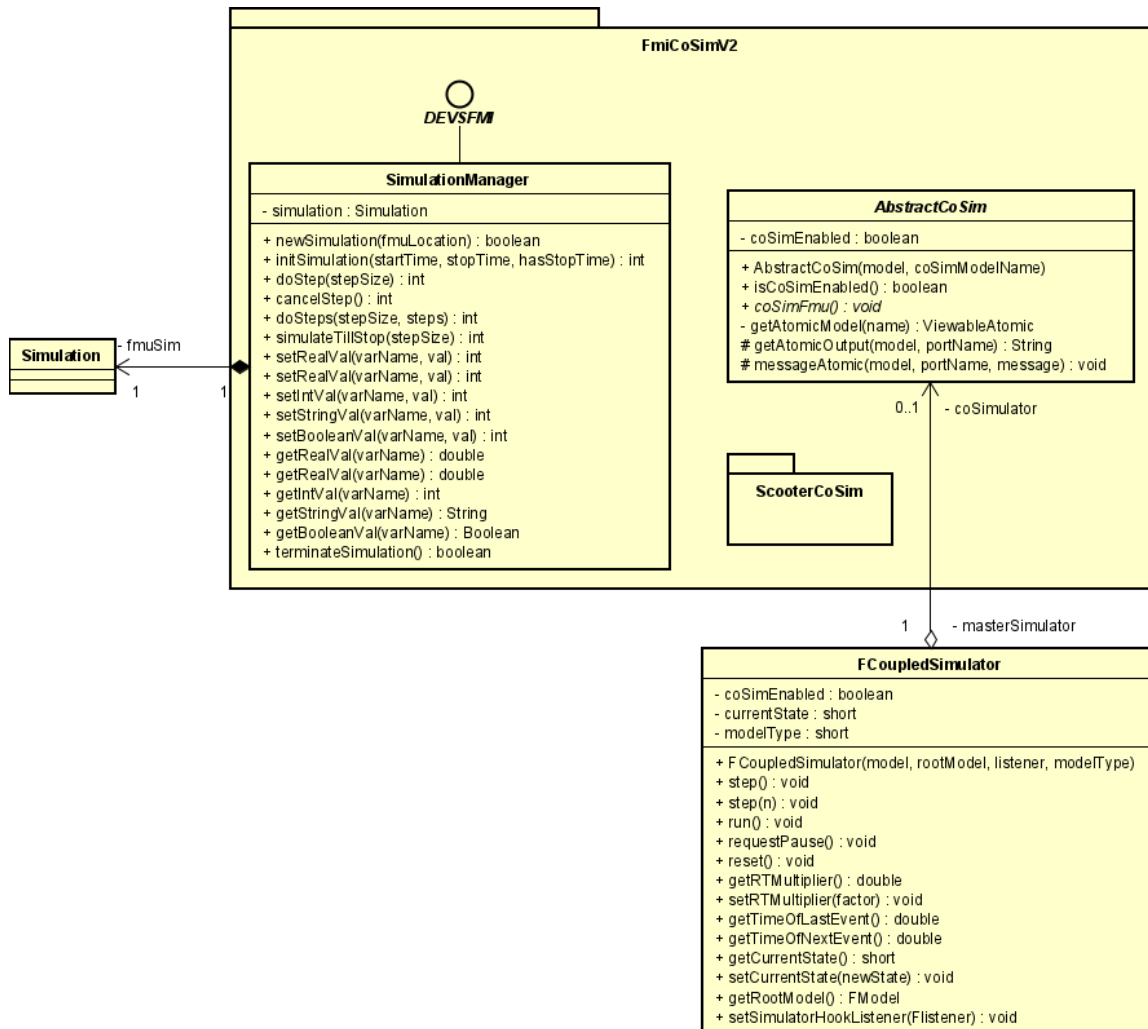 FmiCoSimV2
DEVSFMI
SimulationManager
- simulation : Simulation
+ newSimulation(fmuLocation) : boolean
+ initSimulation(startTime, stopTime, hasStopTime) : int
+ doStep(stepSize) : int
+ cancelStep() : int
+ doSteps(stepSize, steps) : int
+ simulateTillStop(stepSize) : int
+ setRealVal(varName, val) : int
+ setRealVal(varName, val) : int
+ setIntVal(varName, val) : int
+ setStringVal(varName, val) : int
+ setBooleanVal(varName, val) : int
+ getRealVal(varName) : double
+ getRealVal(varName) : double
+ getIntVal(varName) : int
+ getStringVal(varName) : String
+ getBooleanVal(varName) : Boolean
+ terminateSimulation() : boolean
Simulation
- fmuSim
1
1
AbstractCoSim
- coSimEnabled : boolean
+ AbstractCoSim(model, coSimModelName)
+ isCoSimEnabled() : boolean
+ coSimFmu() : void
- getAtomicModel(name) : ViewableAtomic
# getAtomicOutput(model, portName) : String
# messageAtomic(model, portName, message) : void
0..1
- coSimulator
ScooterCoSim
1
- masterSimulator
FCoupledSimulator
- coSimEnabled : boolean
- currentState : short
- modelType : short
+ FCoupledSimulator(model, rootModel, listener, modelType)
+ step() : void
+ step(n) : void
+ run() : void
+ requestPause() : void
+ reset() : void
+ getRTMultiplier() : double
+ setRTMultiplier(factor) : void
+ getTimeOfLastEvent() : double
+ getTimeOfNextEvent() : double
+ getCurrentState() : short
+ setCurrentState(newState) : void
+ getRootModel() : FModel
+ setSimulatorHookListener(Flistener) : void